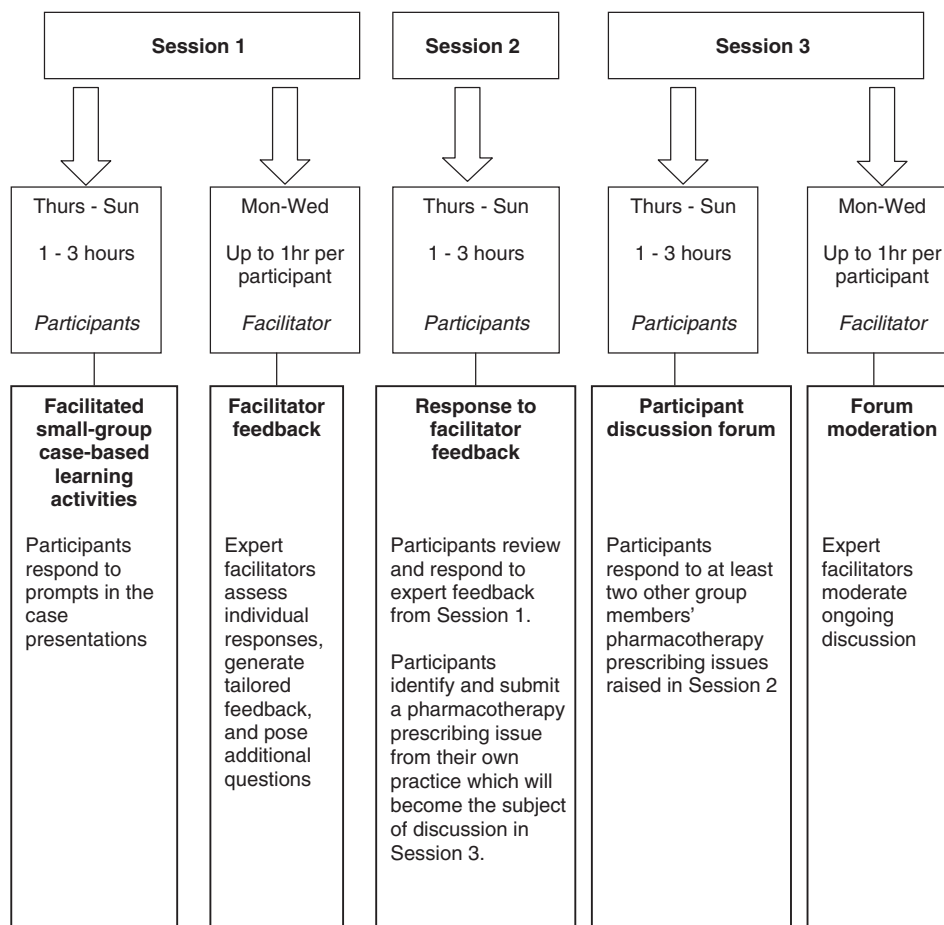 Session 1
Session 2
Session 3
Thurs - Sun
1 - 3 hours
Participants
Mon-Wed
Up to 1hr per
participant
Facilitator
Thurs - Sun
1 - 3 hours
Participants
Thurs - Sun
1 - 3 hours
Participants
Mon-Wed
Up to 1hr per
participant
Facilitator
Facilitated
small-group
case-based
learning
activities
Participants
respond to
prompts in the
case
presentations
Facilitator
feedback
Expert
facilitators
assess
individual
responses,
generate
tailored
feedback,
and pose
additional
questions
Response to
facilitator
feedback
Participants review
and respond to
expert feedback
from Session 1.
Participants
identify and submit
a pharmacotherapy
prescribing issue
from their own
practice which will
become the subject
of discussion in
Session 3.
Participant
discussion forum
Participants
respond to at least
two other group
members’
pharmacotherapy
prescribing issues
raised in Session 2
Forum
moderation
Expert
facilitators
moderate
ongoing
discussion